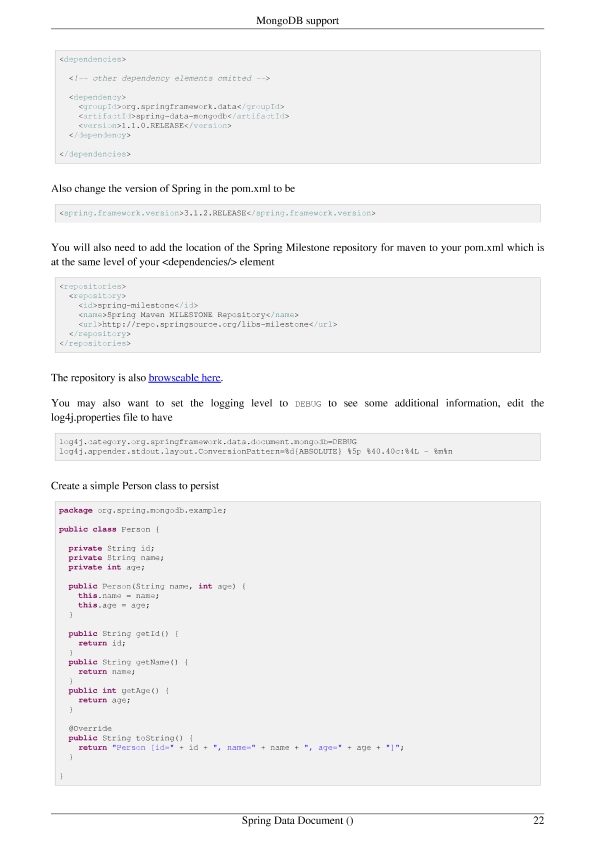 MongoDB support
<dependencies>
<!-- other dependency elements omitted -->
<dependency>
<groupId>org.springframework.data</groupId>
<artifactId>spring-data-mongodb</artifactId>
<version>1.1.0.RELEASE</version>
</dependency>
</dependencies>
Also change the version of Spring in the pom.xml to be
<spring.framework.version>3.1.2.RELEASE</spring.framework.version>
You will also need to add the location of the Spring Milestone repository for maven to your pom.xml which is
at the same level of your <dependencies/> element
<repositories>
<repository>
<id>spring-milestone</id>
<name>Spring Maven MILESTONE Repository</name>
<url>http://repo.springsource.org/libs-milestone</url>
</repository>
</repositories>
The repository is also browseable here.
You may also want to set the logging level to DEBUG to see some additional information, edit the
log4j.properties file to have
log4j.category.org.springframework.data.document.mongodb=DEBUG
log4j.appender.stdout.layout.ConversionPattern=%d{ABSOLUTE} %5p %40.40c:%4L - %m%n
Create a simple Person class to persist
package org.spring.mongodb.example;
public class Person {
private String id;
private String name;
private int age;
public Person(String name, int age) {
this.name = name;
this.age = age;
}
public String getId() {
return id;
}
public String getName() {
return name;
}
public int getAge() {
return age;
}
@Override
public String toString() {
return "Person [id=" + id + ", name=" + name + ", age=" + age + "]";
}
}
Spring Data Document () 22